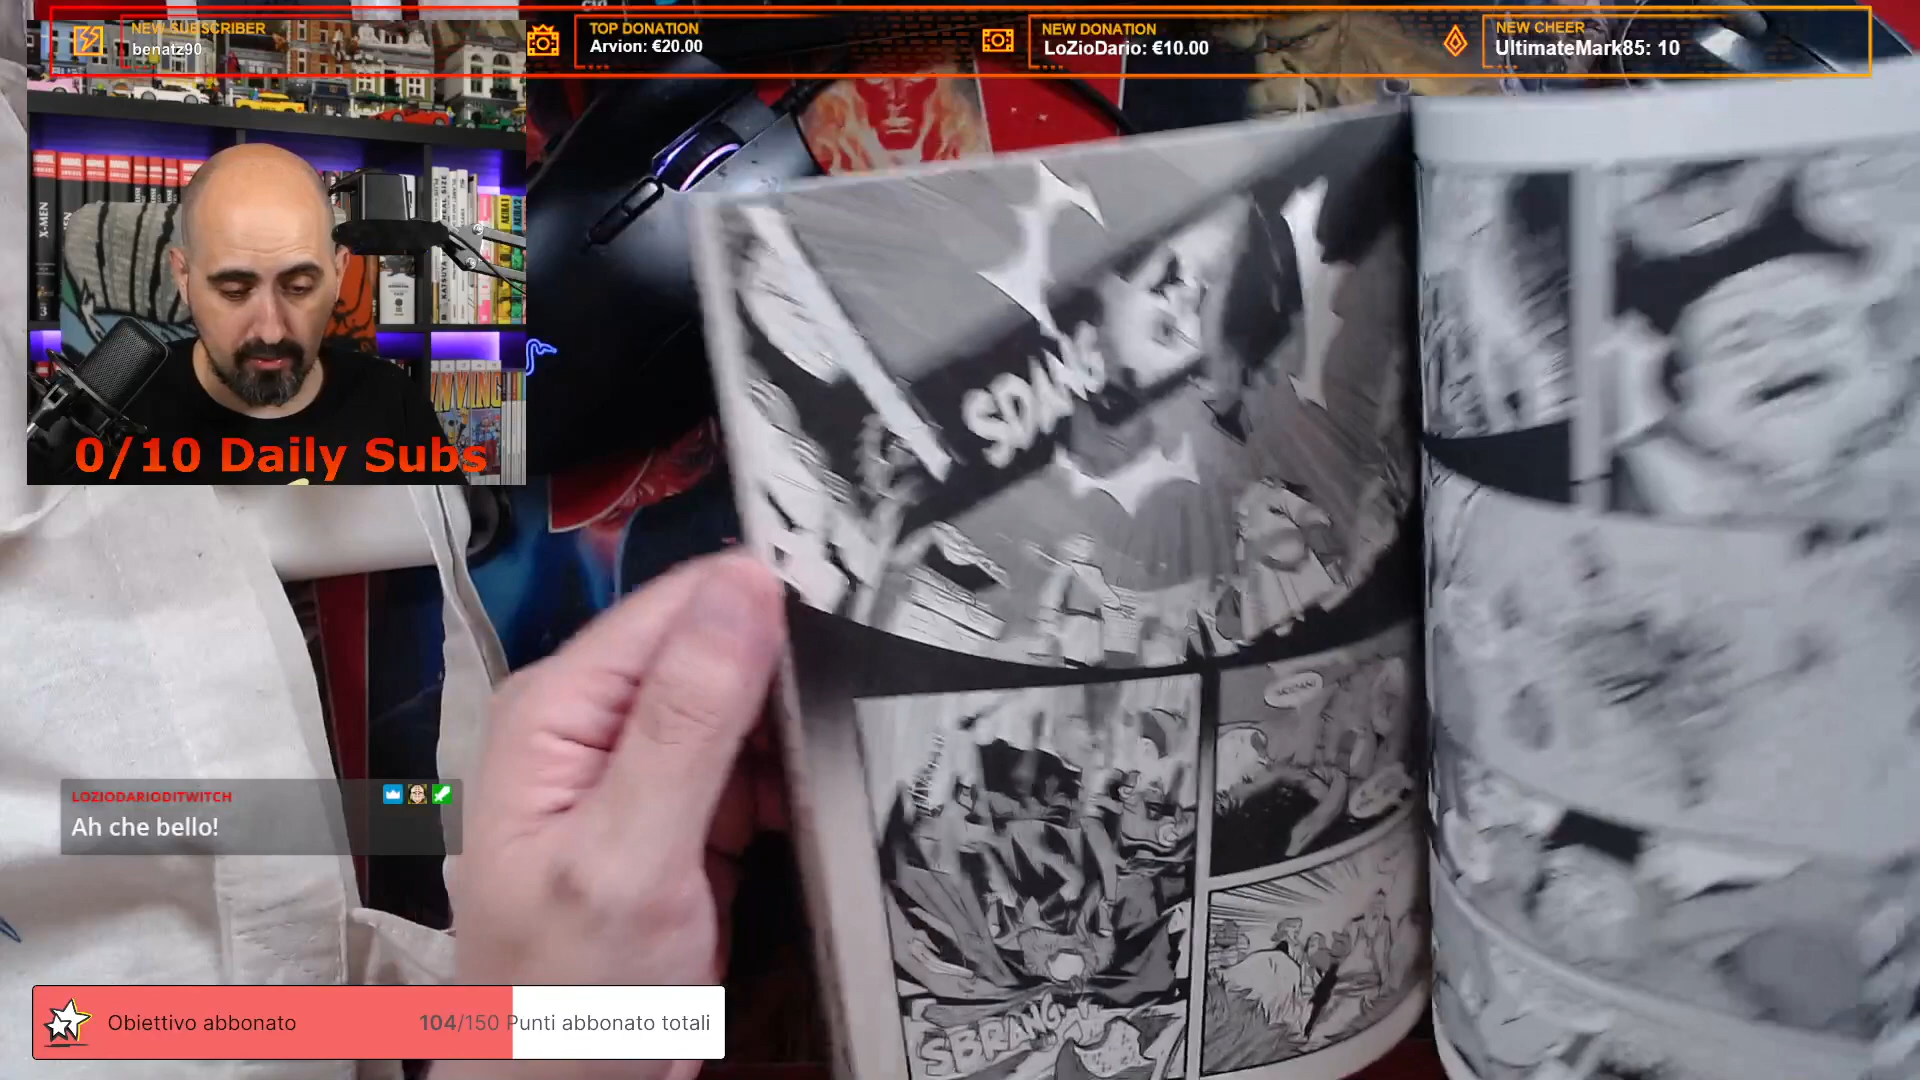 NEW SUBSCRIBER
benatz90
TOP DONATION
Arvion: €20.00
NEW DONATION
LoZioDario: €10.00
NEW CHEER
UltimateMark85: 10
X-MEN
3
0/10 Daily Subs
SDANG
SBRANG
LOZIODARIODITWITCH
Ah che bello!
Obiettivo abbonato
104/150 Punti abbonato totali